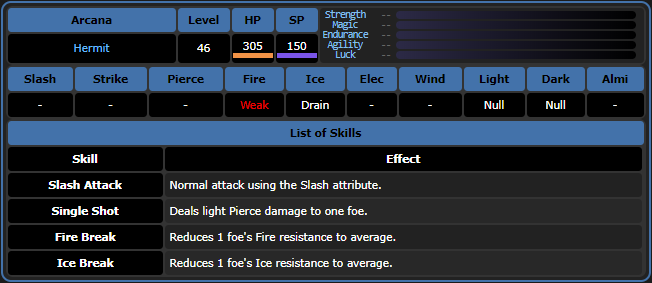 Arcana Level HP SP
Hermit 46 305 150
Strength --
Magic --
Endurance --
Agility --
Luck --
Slash Strike Pierce Fire Ice Elec Wind Light Dark Almi
- - - Weak Drain - - Null Null -
List of Skills
Skill Effect
Slash Attack Normal attack using the Slash attribute.
Single Shot Deals light Pierce damage to one foe.
Fire Break Reduces 1 foe's Fire resistance to average.
Ice Break Reduces 1 foe's Ice resistance to average.